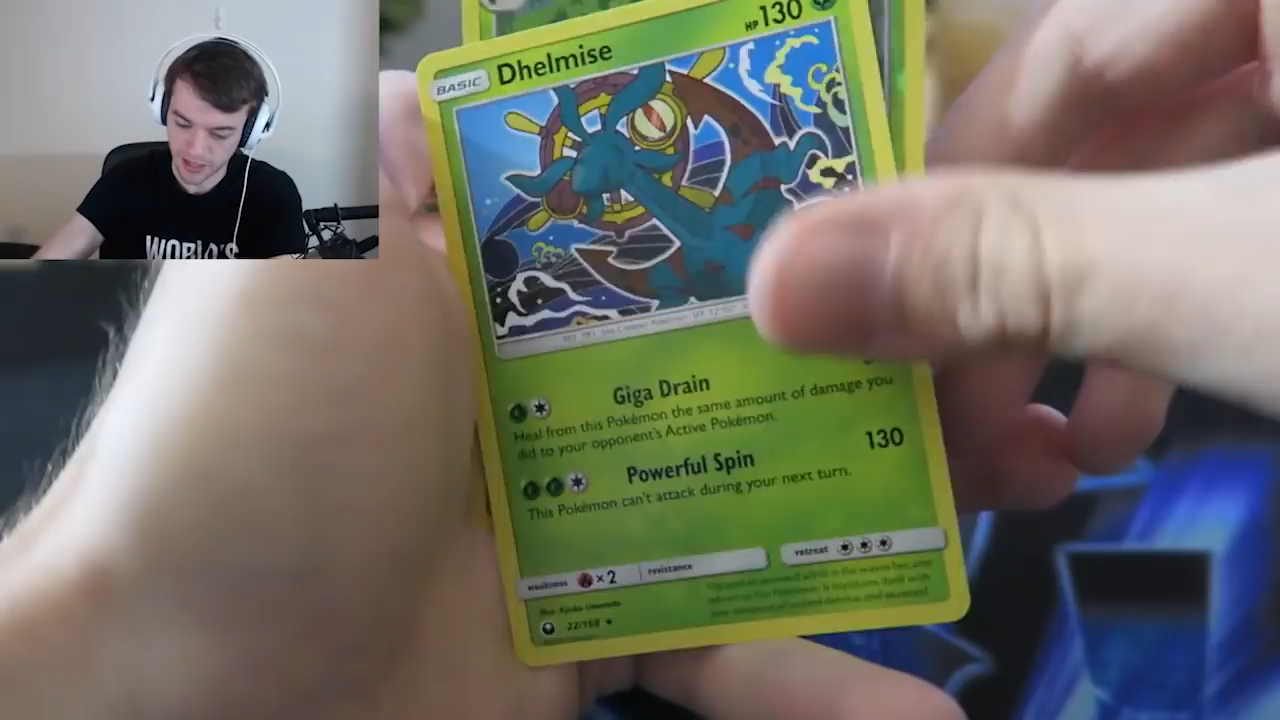 WORLD'S
BASIC Dhelmise HP 130
Giga Drain
Heal from this Pokémon the same amount of damage you
did to your opponent's Active Pokémon.
Powerful Spin 130
This Pokémon can't attack during your next turn.
weakness ×2 resistance retreat
22/168